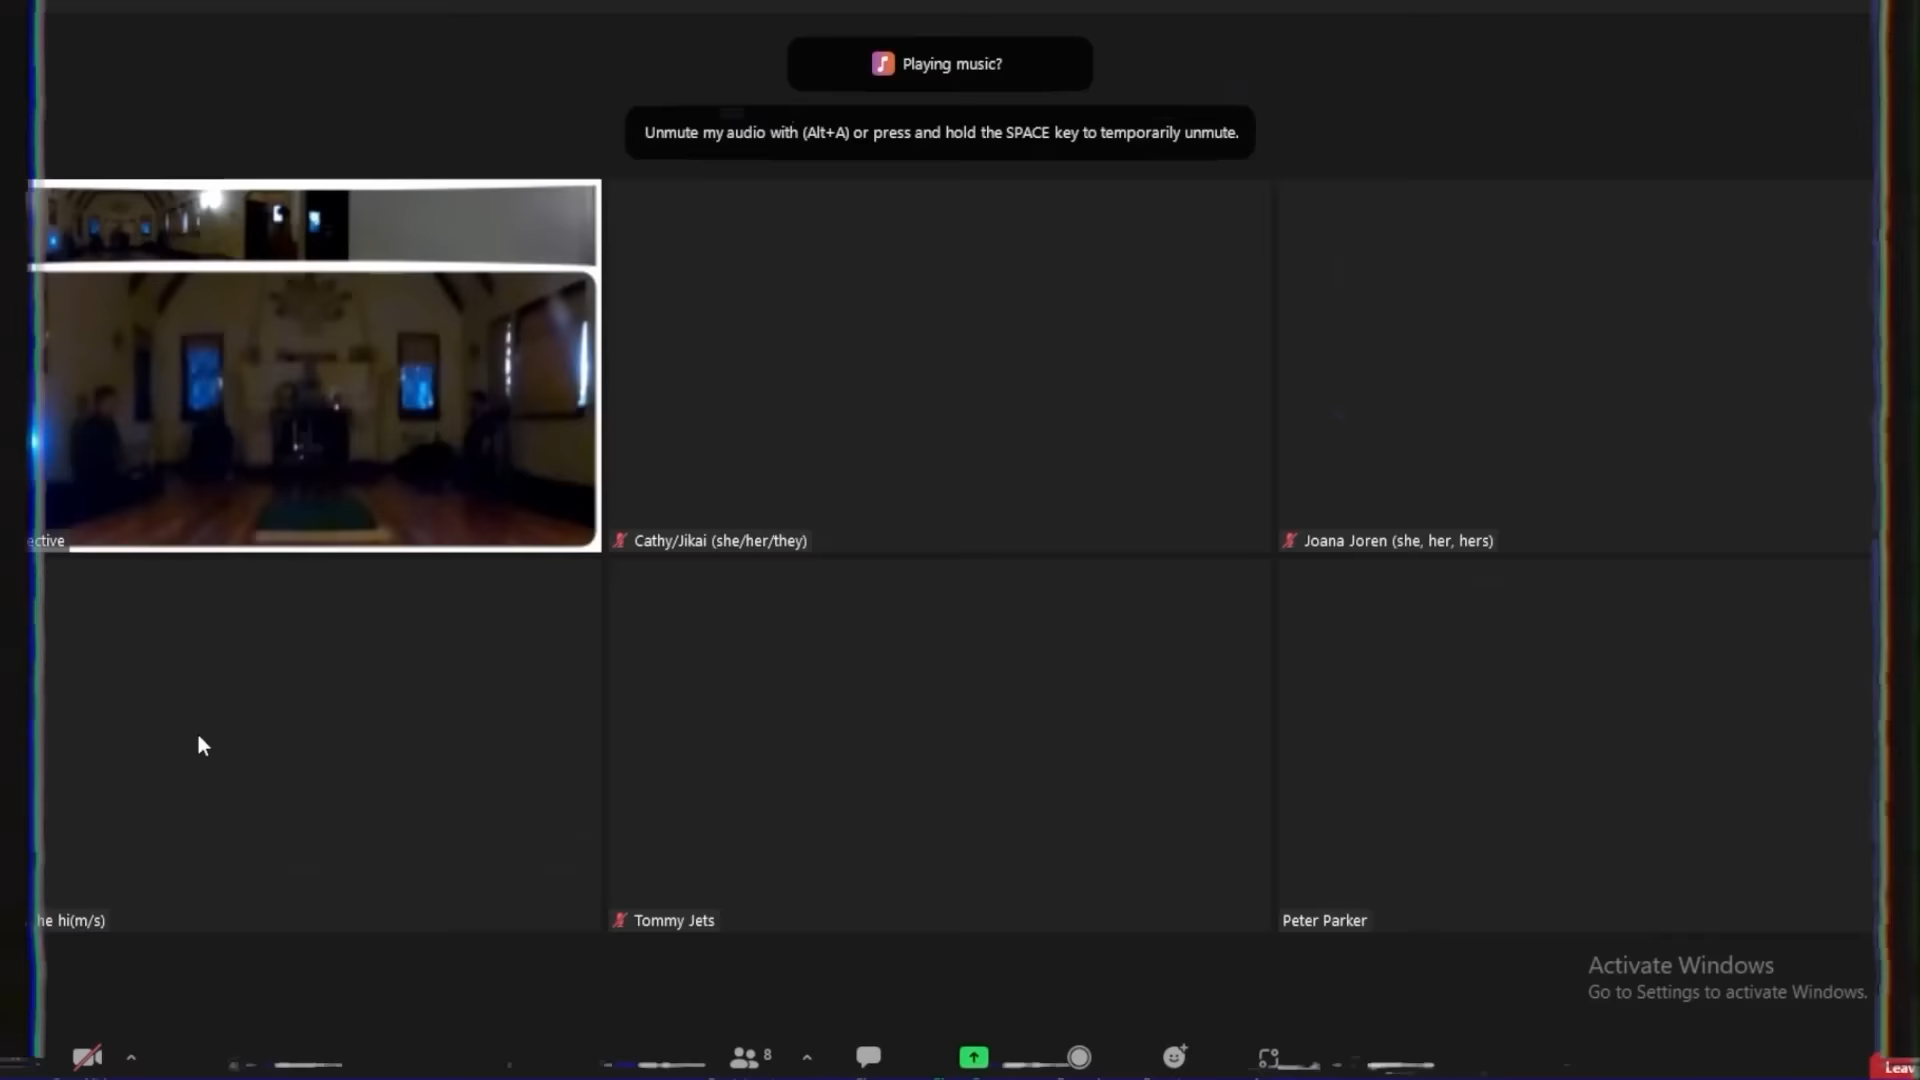 Playing music?
Unmute my audio with (Alt+A) or press and hold the SPACE key to temporarily unmute.
ective
Cathy/Jikai (she/her/they)
Joana Joren (she, her, hers)
he hi(m/s)
Tommy Jets
Peter Parker
Activate Windows
Go to Settings to activate Windows.
8
Leav